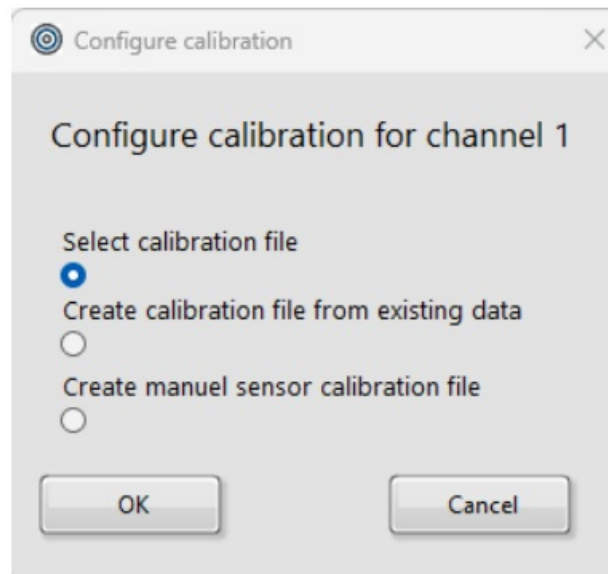 Configure calibration
Configure calibration for channel 1
Select calibration file
Create calibration file from existing data
Create manuel sensor calibration file
OK
Cancel